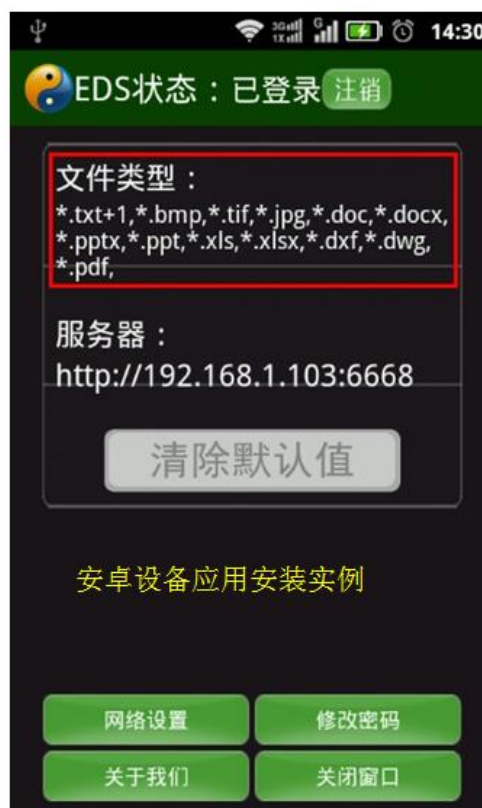 3G 1X G 14:30
EDS状态：已登录 注销
文件类型：
*.txt+1,*.bmp,*.tif,*.jpg,*.doc,*.docx,
*.pptx,*.ppt,*.xls,*.xlsx,*.dxf,*.dwg,
*.pdf,
服务器：
http://192.168.1.103:6668
清除默认值
安卓设备应用安装实例
网络设置 修改密码
关于我们 关闭窗口